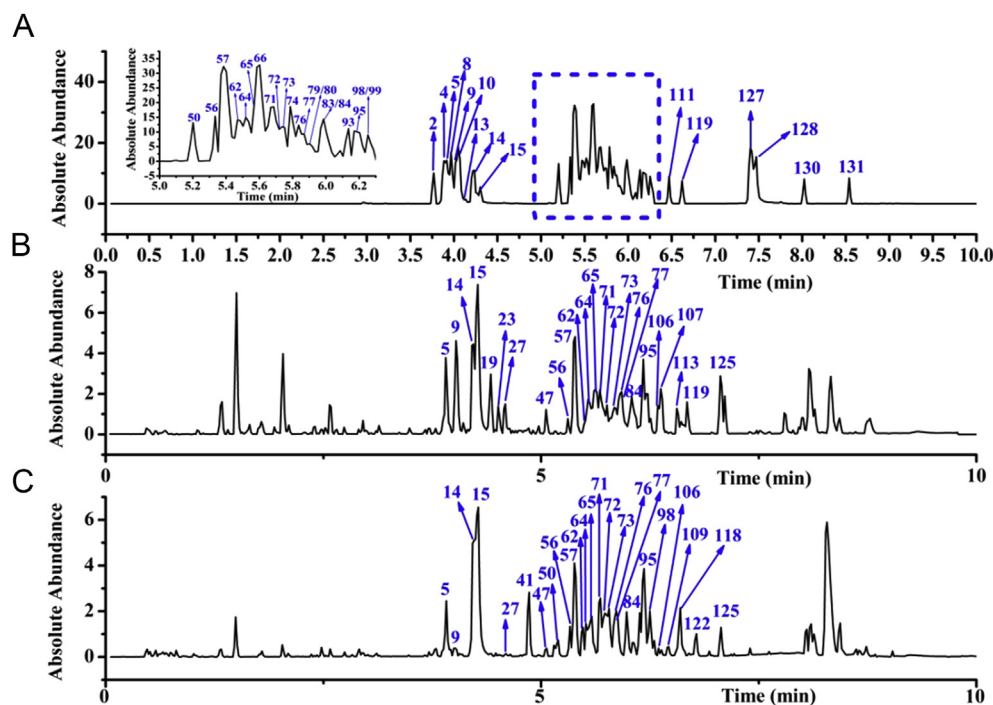 A
Absolute Abundance
40
20
0
2 4 5 8 9 10 13 14 15
111 119 127 128 130 131
Absolute Abundance
35
30
25
20
15
10
5
0
50 56 57 62 64 65 66 71 72 73 74 76 77 79/80 83/84 93 95 98/99
5.0 5.2 5.4 5.6 5.8 6.0 6.2
Time (min)
0.0 0.5 1.0 1.5 2.0 2.5 3.0 3.5 4.0 4.5 5.0 5.5 6.0 6.5 7.0 7.5 8.0 8.5 9.0 9.5 10.0
Time (min)
B
Absolute Abundance
8
6
4
2
0
5 9 14 15 19 23 27 47 56 57 62 64 65 71 72 73 76 77 84 95 106 107 113 119 125
0 5 10
Time (min)
C
Absolute Abundance
6
4
2
0
5 9 14 15 27 41 47 50 56 57 62 64 65 71 72 73 76 77 84 95 98 106 109 118 122 125
0 5 10
Time (min)